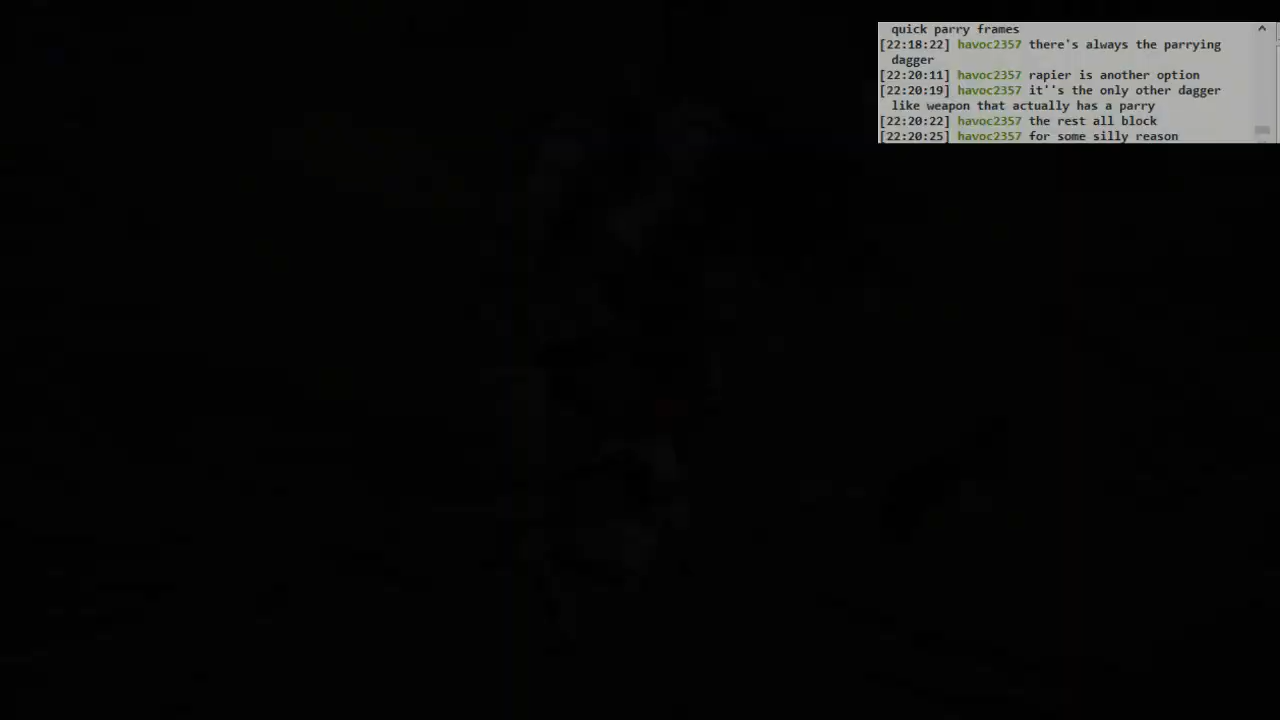 quick parry frames
[22:18:22] havoc2357 there's always the parrying
dagger
[22:20:11] havoc2357 rapier is another option
[22:20:19] havoc2357 it''s the only other dagger
like weapon that actually has a parry
[22:20:22] havoc2357 the rest all block
[22:20:25] havoc2357 for some silly reason